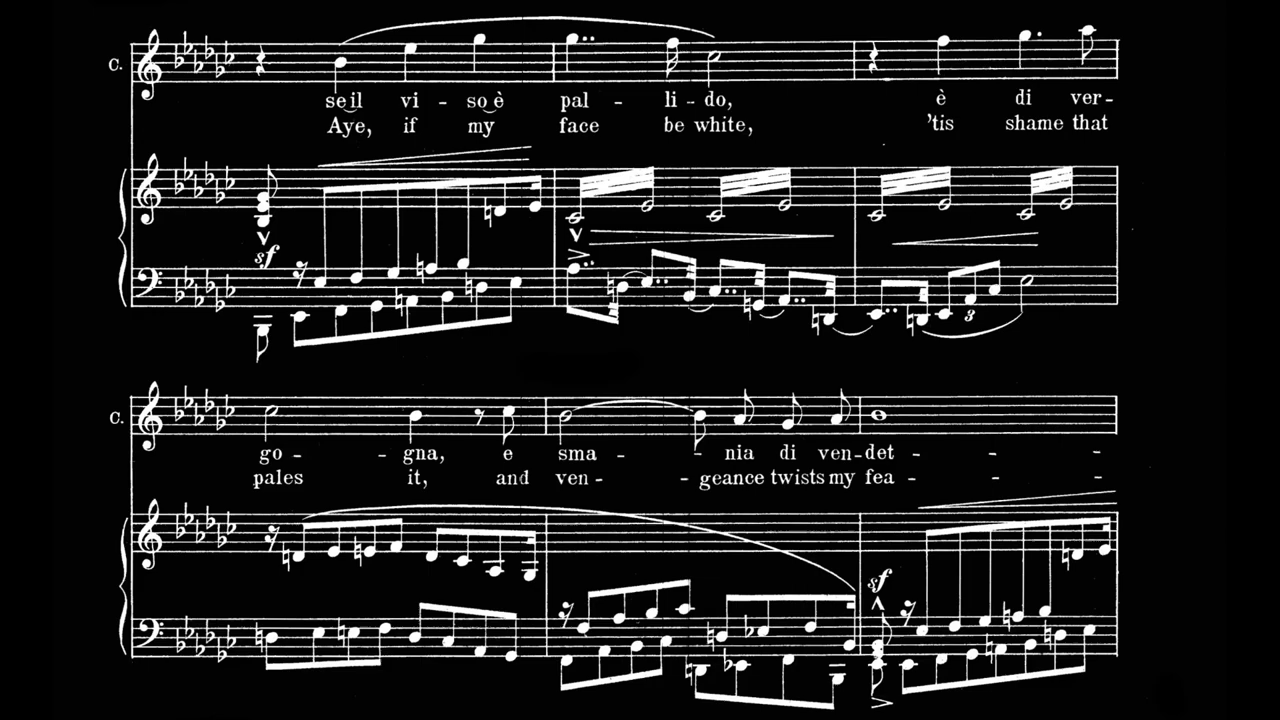 C.
se il vi - so è pal - li - do, è di ver -
Aye, if my face be white, 'tis shame that
sf
3
C.
go - - gna, e sma - - nia di ven - det - - -
pales it, and ven - - geance twists my fea - - -
sf